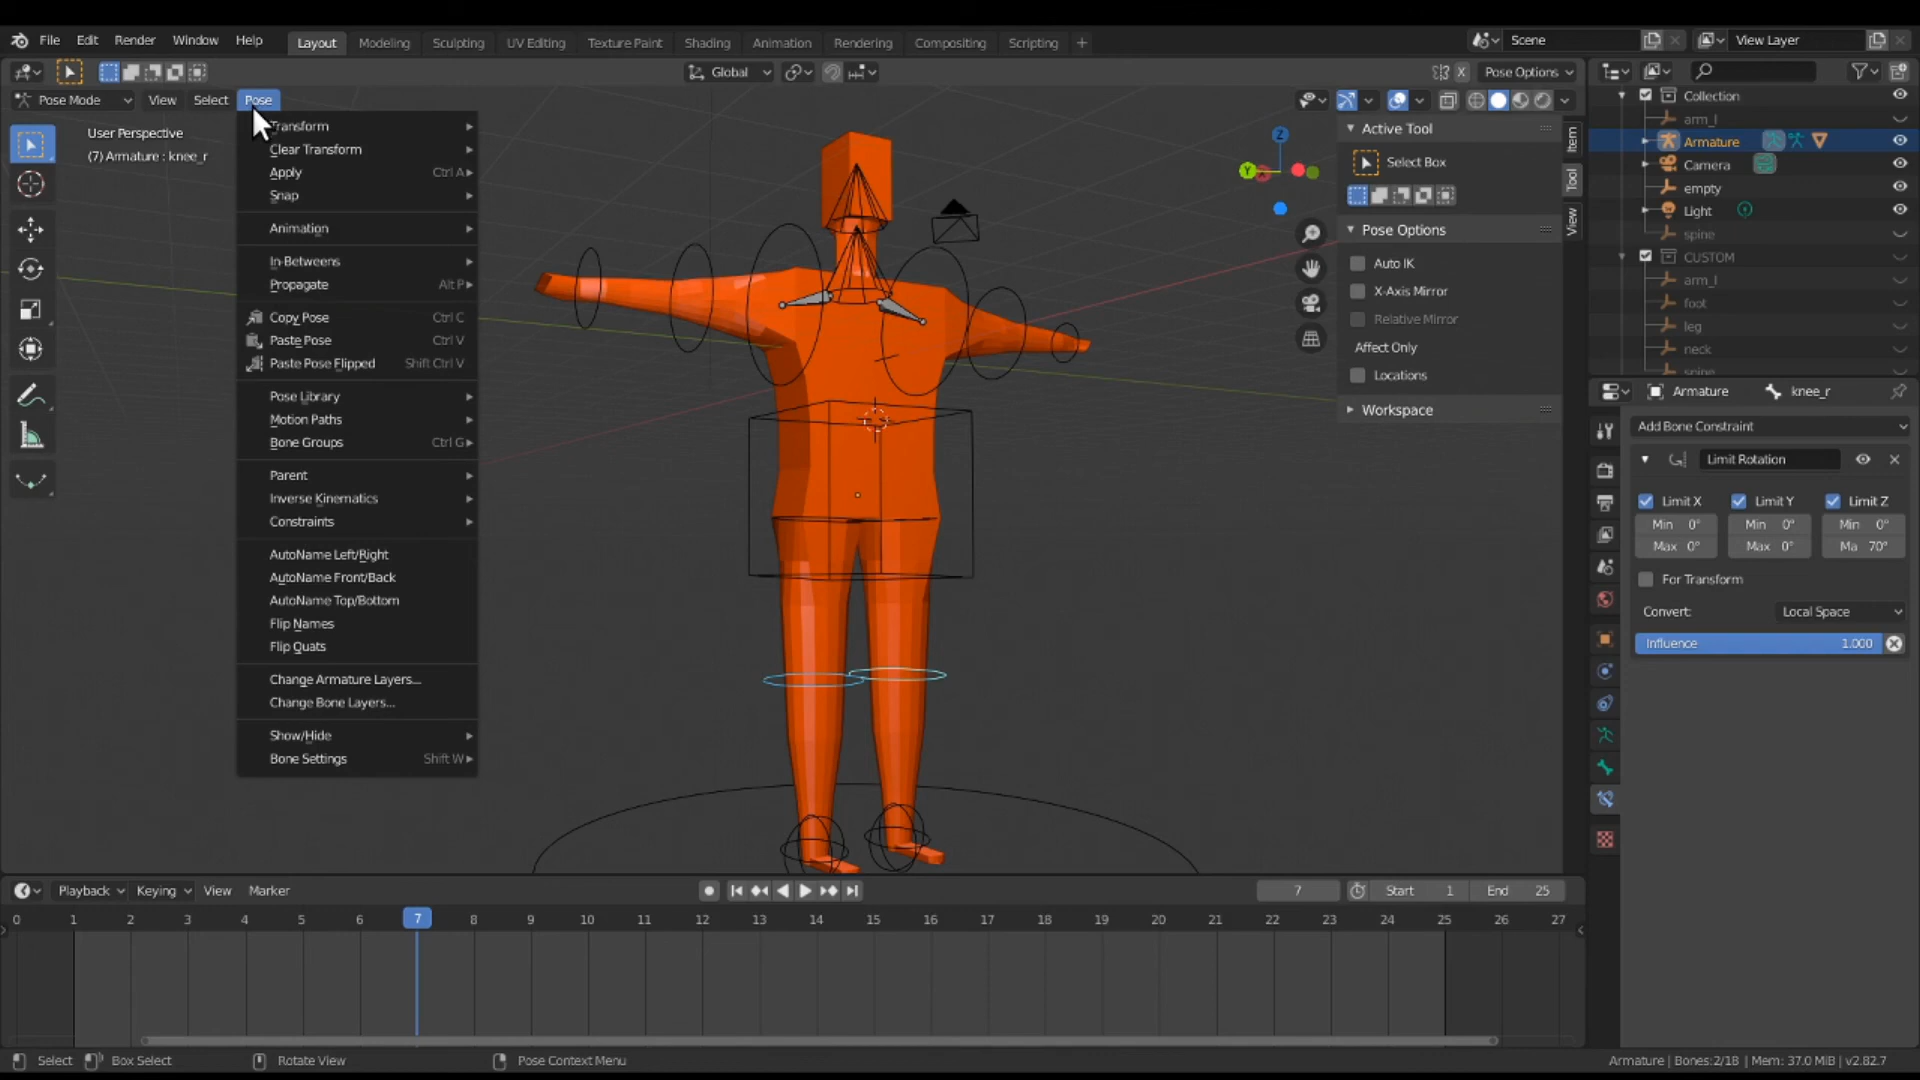 File Edit Render Window Help Layout Modeling Sculpting UV Editing Texture Paint Shading Animation Rendering Compositing Scripting + Scene View Layer
Global X Pose Options
Pose Mode View Select Pose
User Perspective
(7) Armature : knee_r
Transform
Clear Transform
Apply Ctrl A
Snap
Animation
In-Betweens
Propagate Alt P
Copy Pose Ctrl C
Paste Pose Ctrl V
Paste Pose Flipped Shift Ctrl V
Pose Library
Motion Paths
Bone Groups Ctrl G
Parent
Inverse Kinematics
Constraints
AutoName Left/Right
AutoName Front/Back
AutoName Top/Bottom
Flip Names
Flip Quats
Change Armature Layers...
Change Bone Layers...
Show/Hide
Bone Settings Shift W
Z
Y
Active Tool
Select Box
Pose Options
Auto IK
X-Axis Mirror
Relative Mirror
Affect Only
Locations
Workspace
Item
Tool
View
Collection
arm_l
Armature
Camera
empty
Light
spine
CUSTOM
arm_l
foot
leg
neck
spine
Armature knee_r
Add Bone Constraint
Limit Rotation
Limit X Limit Y Limit Z
Min 0° Min 0° Min 0°
Max 0° Max 0° Ma 70°
For Transform
Convert: Local Space
Influence 1.000
Playback Keying View Marker 7 Start 1 End 25
0 1 2 3 4 5 6 7 8 9 10 11 12 13 14 15 16 17 18 19 20 21 22 23 24 25 26 27
Select Box Select Rotate View Pose Context Menu Armature | Bones:2/18 | Mem: 37.0 MiB | v2.82.7